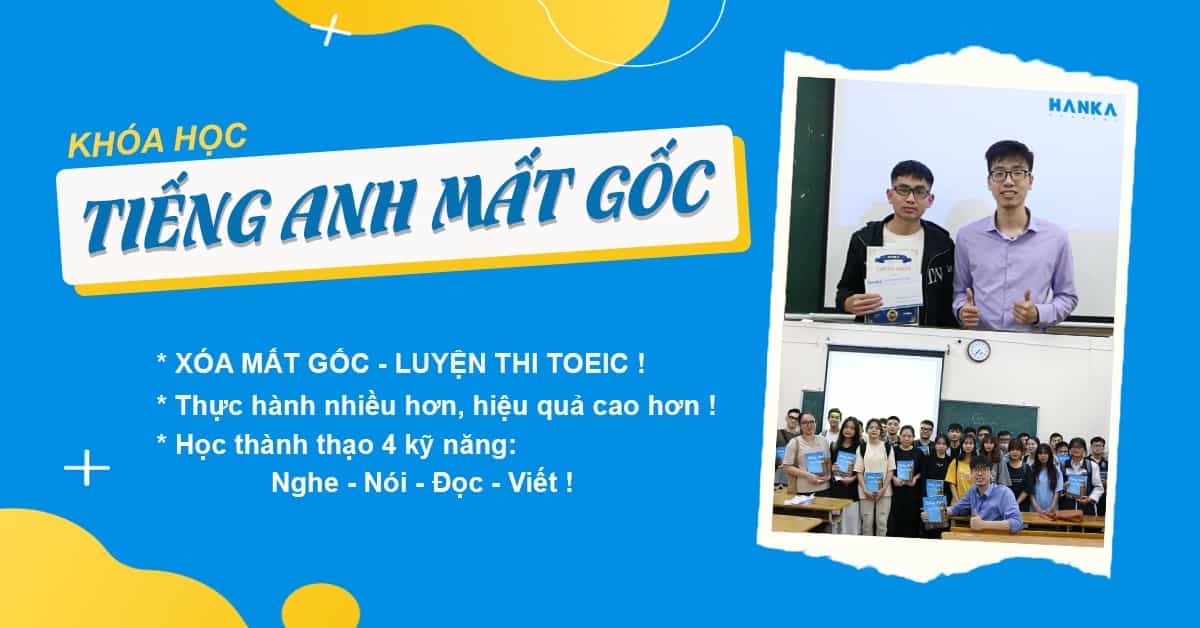 KHÓA HỌC
TIẾNG ANH MẤT GỐC
* XÓA MẤT GỐC - LUYỆN THI TOEIC !
* Thực hành nhiều hơn, hiệu quả cao hơn !
* Học thành thạo 4 kỹ năng:
Nghe - Nói - Đọc - Viết !
HANKA
ACADEMY